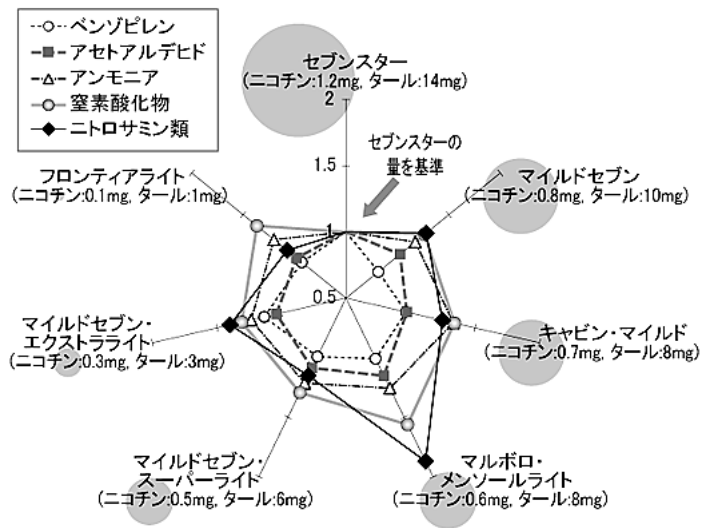 ベンゾピレン
アセトアルデヒド
アンモニア
窒素酸化物
ニトロサミン類
セブンスター
(ニコチン:1.2mg, タール:14mg)
2
セブンスターの
量を基準
1.5
フロンティアライト
(ニコチン:0.1mg, タール:1mg)
マイルドセブン
(ニコチン:0.8mg, タール:10mg)
1
0.5
マイルドセブン・
エクストラライト
(ニコチン:0.3mg, タール:3mg)
キャビン・マイルド
(ニコチン:0.7mg, タール:8mg)
マイルドセブン・
スーパーライト
(ニコチン:0.5mg, タール:6mg)
マルボロ・
メンソールライト
(ニコチン:0.6mg, タール:8mg)